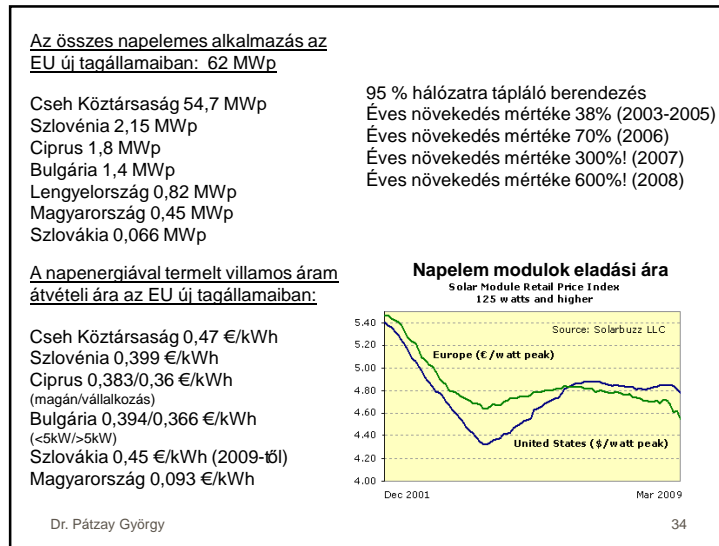 Az összes napelemes alkalmazás az
EU új tagállamaiban: 62 MWp
Cseh Köztársaság 54,7 MWp
Szlovénia 2,15 MWp
Ciprus 1,8 MWp
Bulgária 1,4 MWp
Lengyelország 0,82 MWp
Magyarország 0,45 MWp
Szlovákia 0,066 MWp
95 % hálózatra tápláló berendezés
Éves növekedés mértéke 38% (2003-2005)
Éves növekedés mértéke 70% (2006)
Éves növekedés mértéke 300%! (2007)
Éves növekedés mértéke 600%! (2008)
A napenergiával termelt villamos áram
átvételi ára az EU új tagállamaiban:
Cseh Köztársaság 0,47 €/kWh
Szlovénia 0,399 €/kWh
Ciprus 0,383/0,36 €/kWh
(magán/vállalkozás)
Bulgária 0,394/0,366 €/kWh
(<5kW/>5kW)
Szlovákia 0,45 €/kWh (2009-től)
Magyarország 0,093 €/kWh
Napelem modulok eladási ára
Solar Module Retail Price Index
125 watts and higher
Source: Solarbuzz LLC
Europe (€/watt peak)
United States ($/watt peak)
5.40
5.20
5.00
4.80
4.60
4.40
4.20
4.00
Dec 2001
Mar 2009
Dr. Pátzay György
34